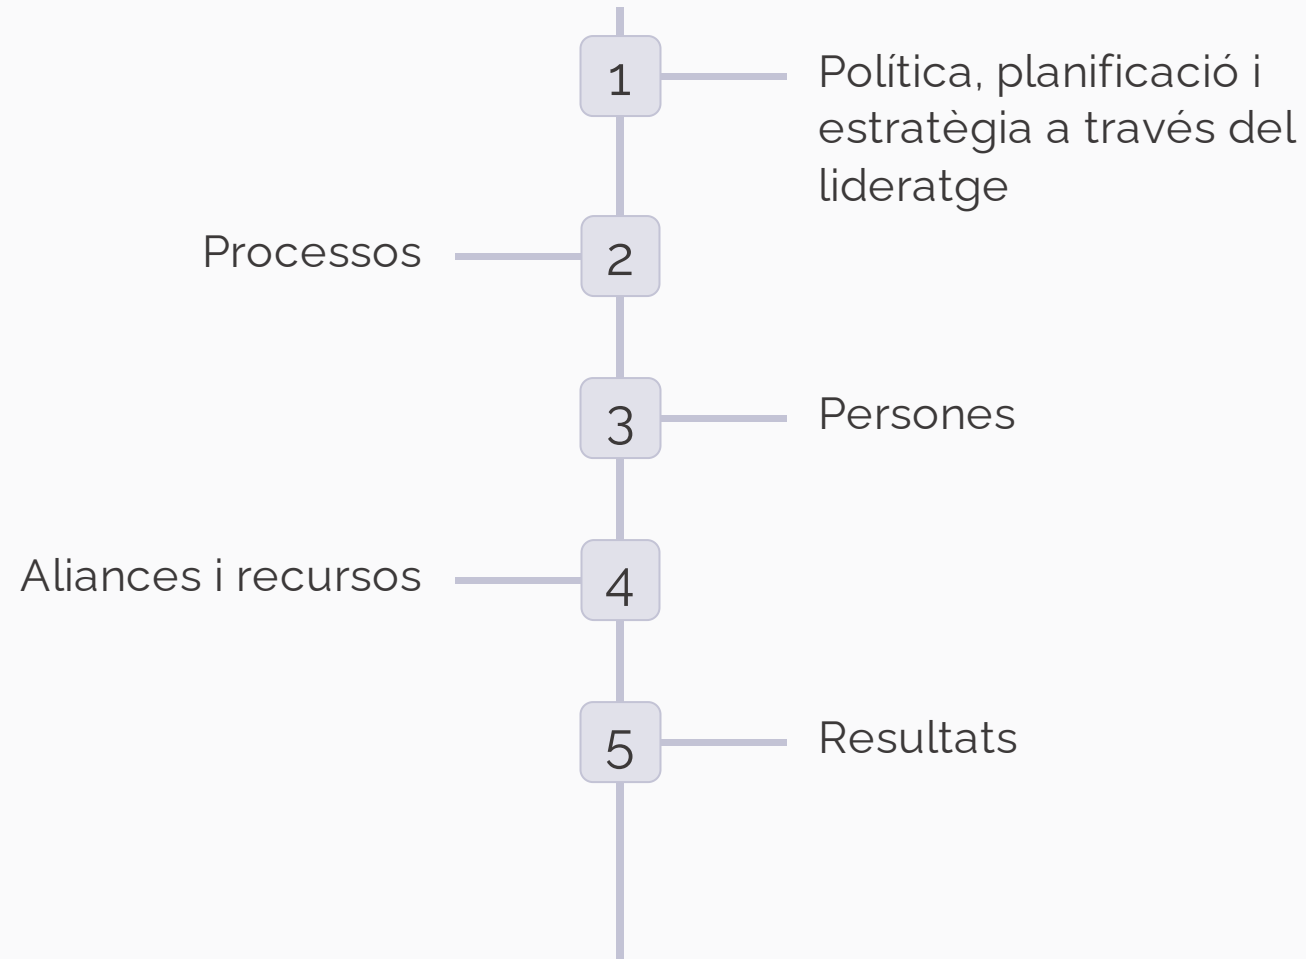 1
Política, planificació i
estratègia a través del
lideratge
Processos
2
3
Persones
Aliances i recursos
4
5
Resultats